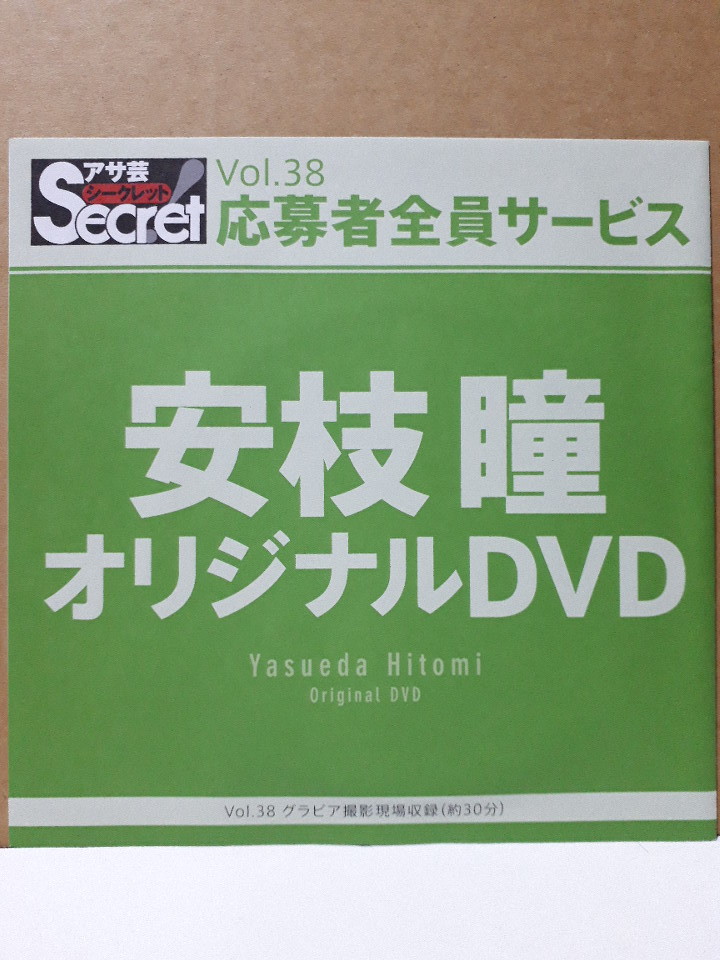 アサ芸
シークレット
Secret!
Vol.38
応募者全員サービス
安枝 瞳
オリジナルDVD
Yasueda Hitomi
Original DVD
Vol.38 グラビア撮影現場収録(約30分)